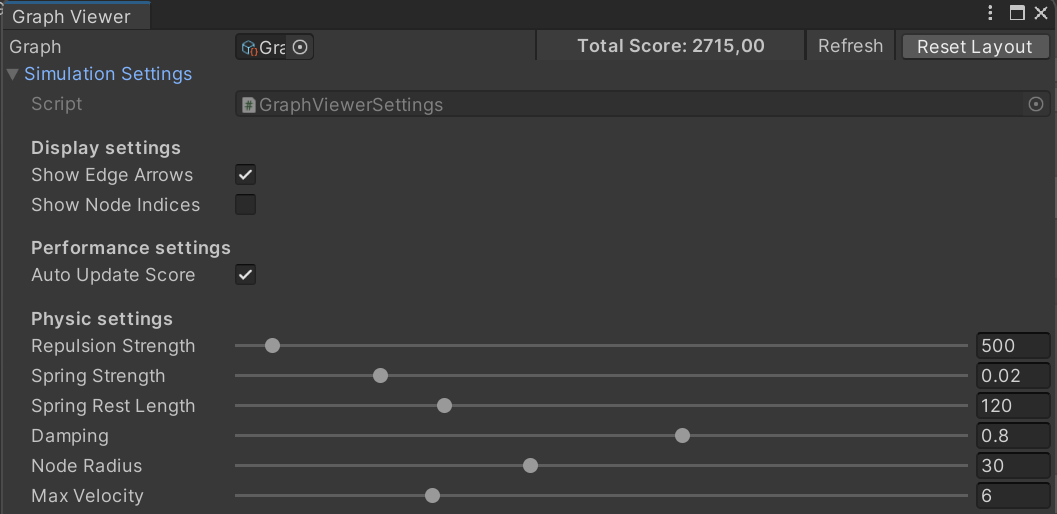 Graph Viewer
Graph Gra Total Score: 2715,00 Refresh Reset Layout
Simulation Settings
Script # GraphViewerSettings
Display settings
Show Edge Arrows
Show Node Indices
Performance settings
Auto Update Score
Physic settings
Repulsion Strength 500
Spring Strength 0.02
Spring Rest Length 120
Damping 0.8
Node Radius 30
Max Velocity 6